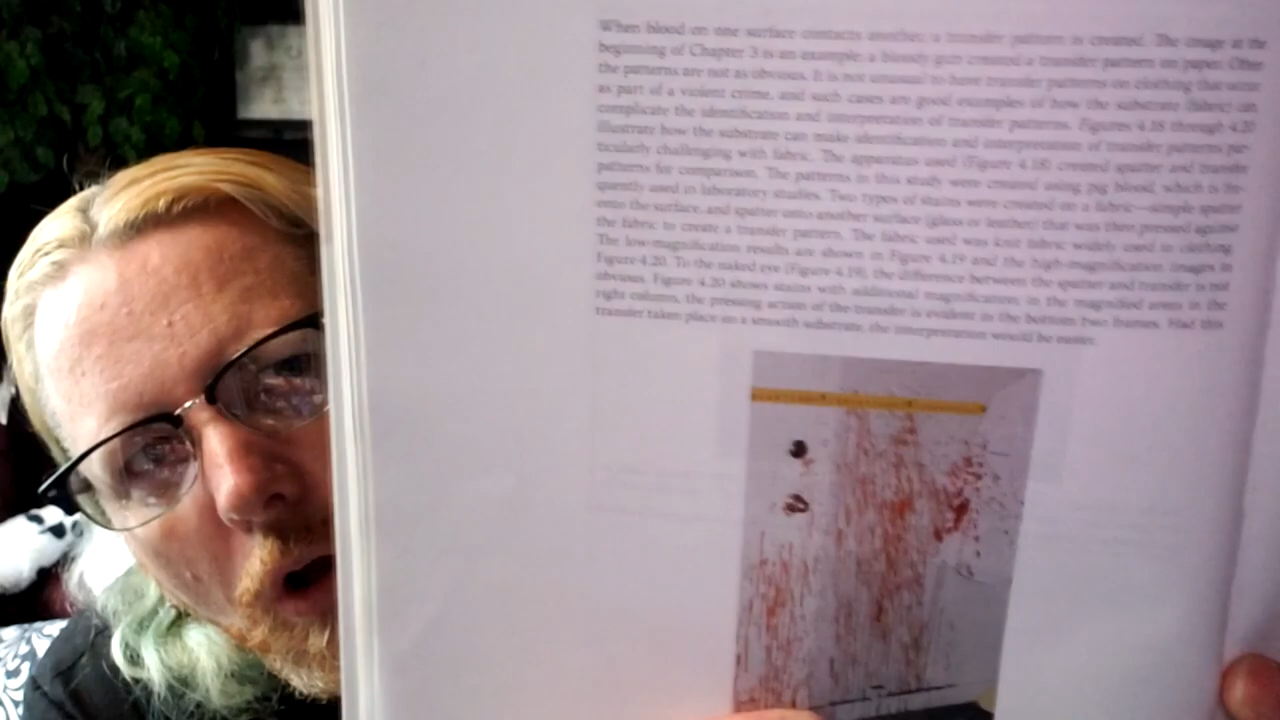 When blood on one surface contacts another, a transfer pattern is created. The image at the
beginning of Chapter 3 is an example: a bloody gun created a transfer pattern on paper. Often
the patterns are not as obvious. It is not unusual to have transfer patterns on clothing that occur
as part of a violent crime, and such cases are good examples of how the substrate (fabric) can
complicate the identification and interpretation of transfer patterns. Figures 4.18 through 4.20
illustrate how the substrate can make identification and interpretation of transfer patterns par-
ticularly challenging with fabric. The apparatus used (Figure 4.18) created spatter and transfer
patterns for comparison. The patterns in this study were created using pig blood, which is fre-
quently used in laboratory studies. Two types of stains were created on a fabric—simple spatter
onto the surface, and spatter onto another surface (glass or leather) that was then pressed against
the fabric to create a transfer pattern. The fabric used was knit fabric widely used in clothing.
The low-magnification results are shown in Figure 4.19 and the high-magnification images in
Figure 4.20. To the naked eye (Figure 4.19), the difference between the spatter and transfer is not
obvious. Figure 4.20 shows stains with additional magnification; in the magnified areas in the
right column, the pressing action of the transfer is evident in the bottom two frames. Had this
transfer taken place on a smooth substrate, the interpretation would be easier.